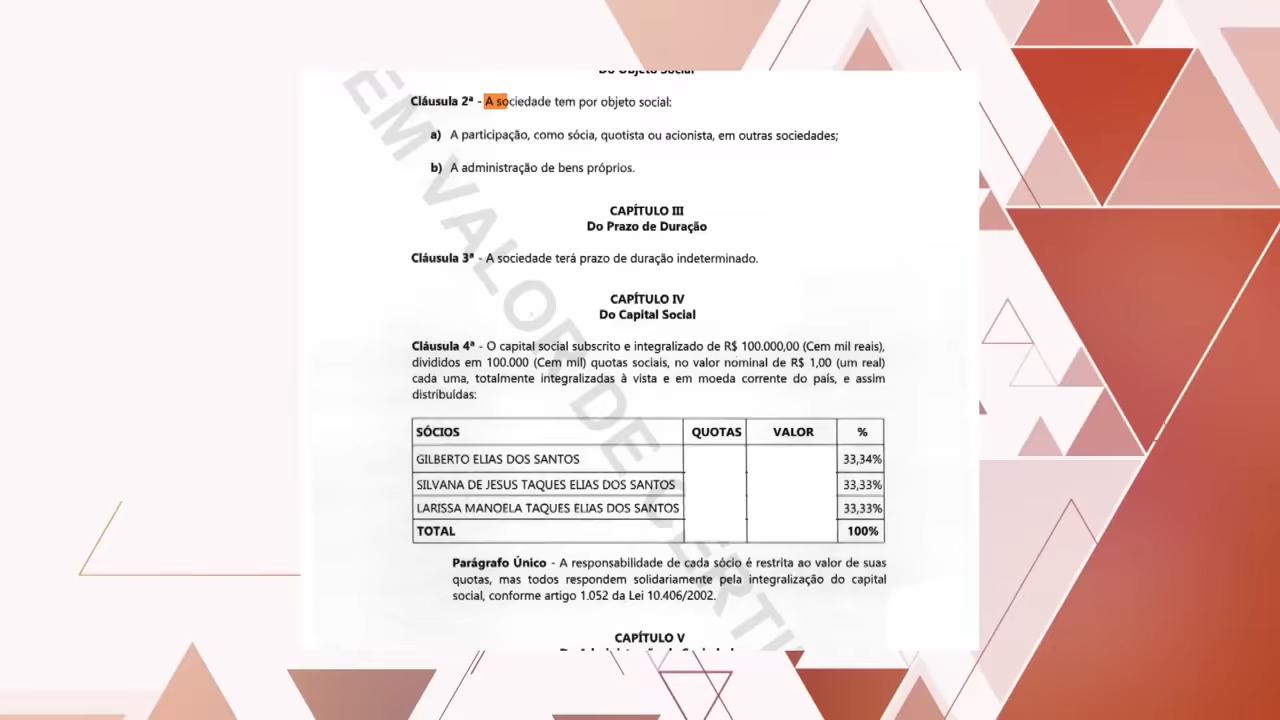 Do Objeto Social
Cláusula 2ª - A sociedade tem por objeto social:
a) A participação, como sócia, quotista ou acionista, em outras sociedades;
b) A administração de bens próprios.
CAPÍTULO III
Do Prazo de Duração
Cláusula 3ª - A sociedade terá prazo de duração indeterminado.
CAPÍTULO IV
Do Capital Social
Cláusula 4ª - O capital social subscrito e integralizado de R$ 100.000,00 (Cem mil reais),
divididos em 100.000 (Cem mil) quotas sociais, no valor nominal de R$ 1,00 (um real)
cada uma, totalmente integralizadas à vista e em moeda corrente do país, e assim
distribuídas:
SÓCIOS QUOTAS VALOR %
GILBERTO ELIAS DOS SANTOS 33,34%
SILVANA DE JESUS TAQUES ELIAS DOS SANTOS 33,33%
LARISSA MANOELA TAQUES ELIAS DOS SANTOS 33,33%
TOTAL 100%
Parágrafo Único - A responsabilidade de cada sócio é restrita ao valor de suas
quotas, mas todos respondem solidariamente pela integralização do capital
social, conforme artigo 1.052 da Lei 10.406/2002.
CAPÍTULO V
EM VALOR DE CERTI